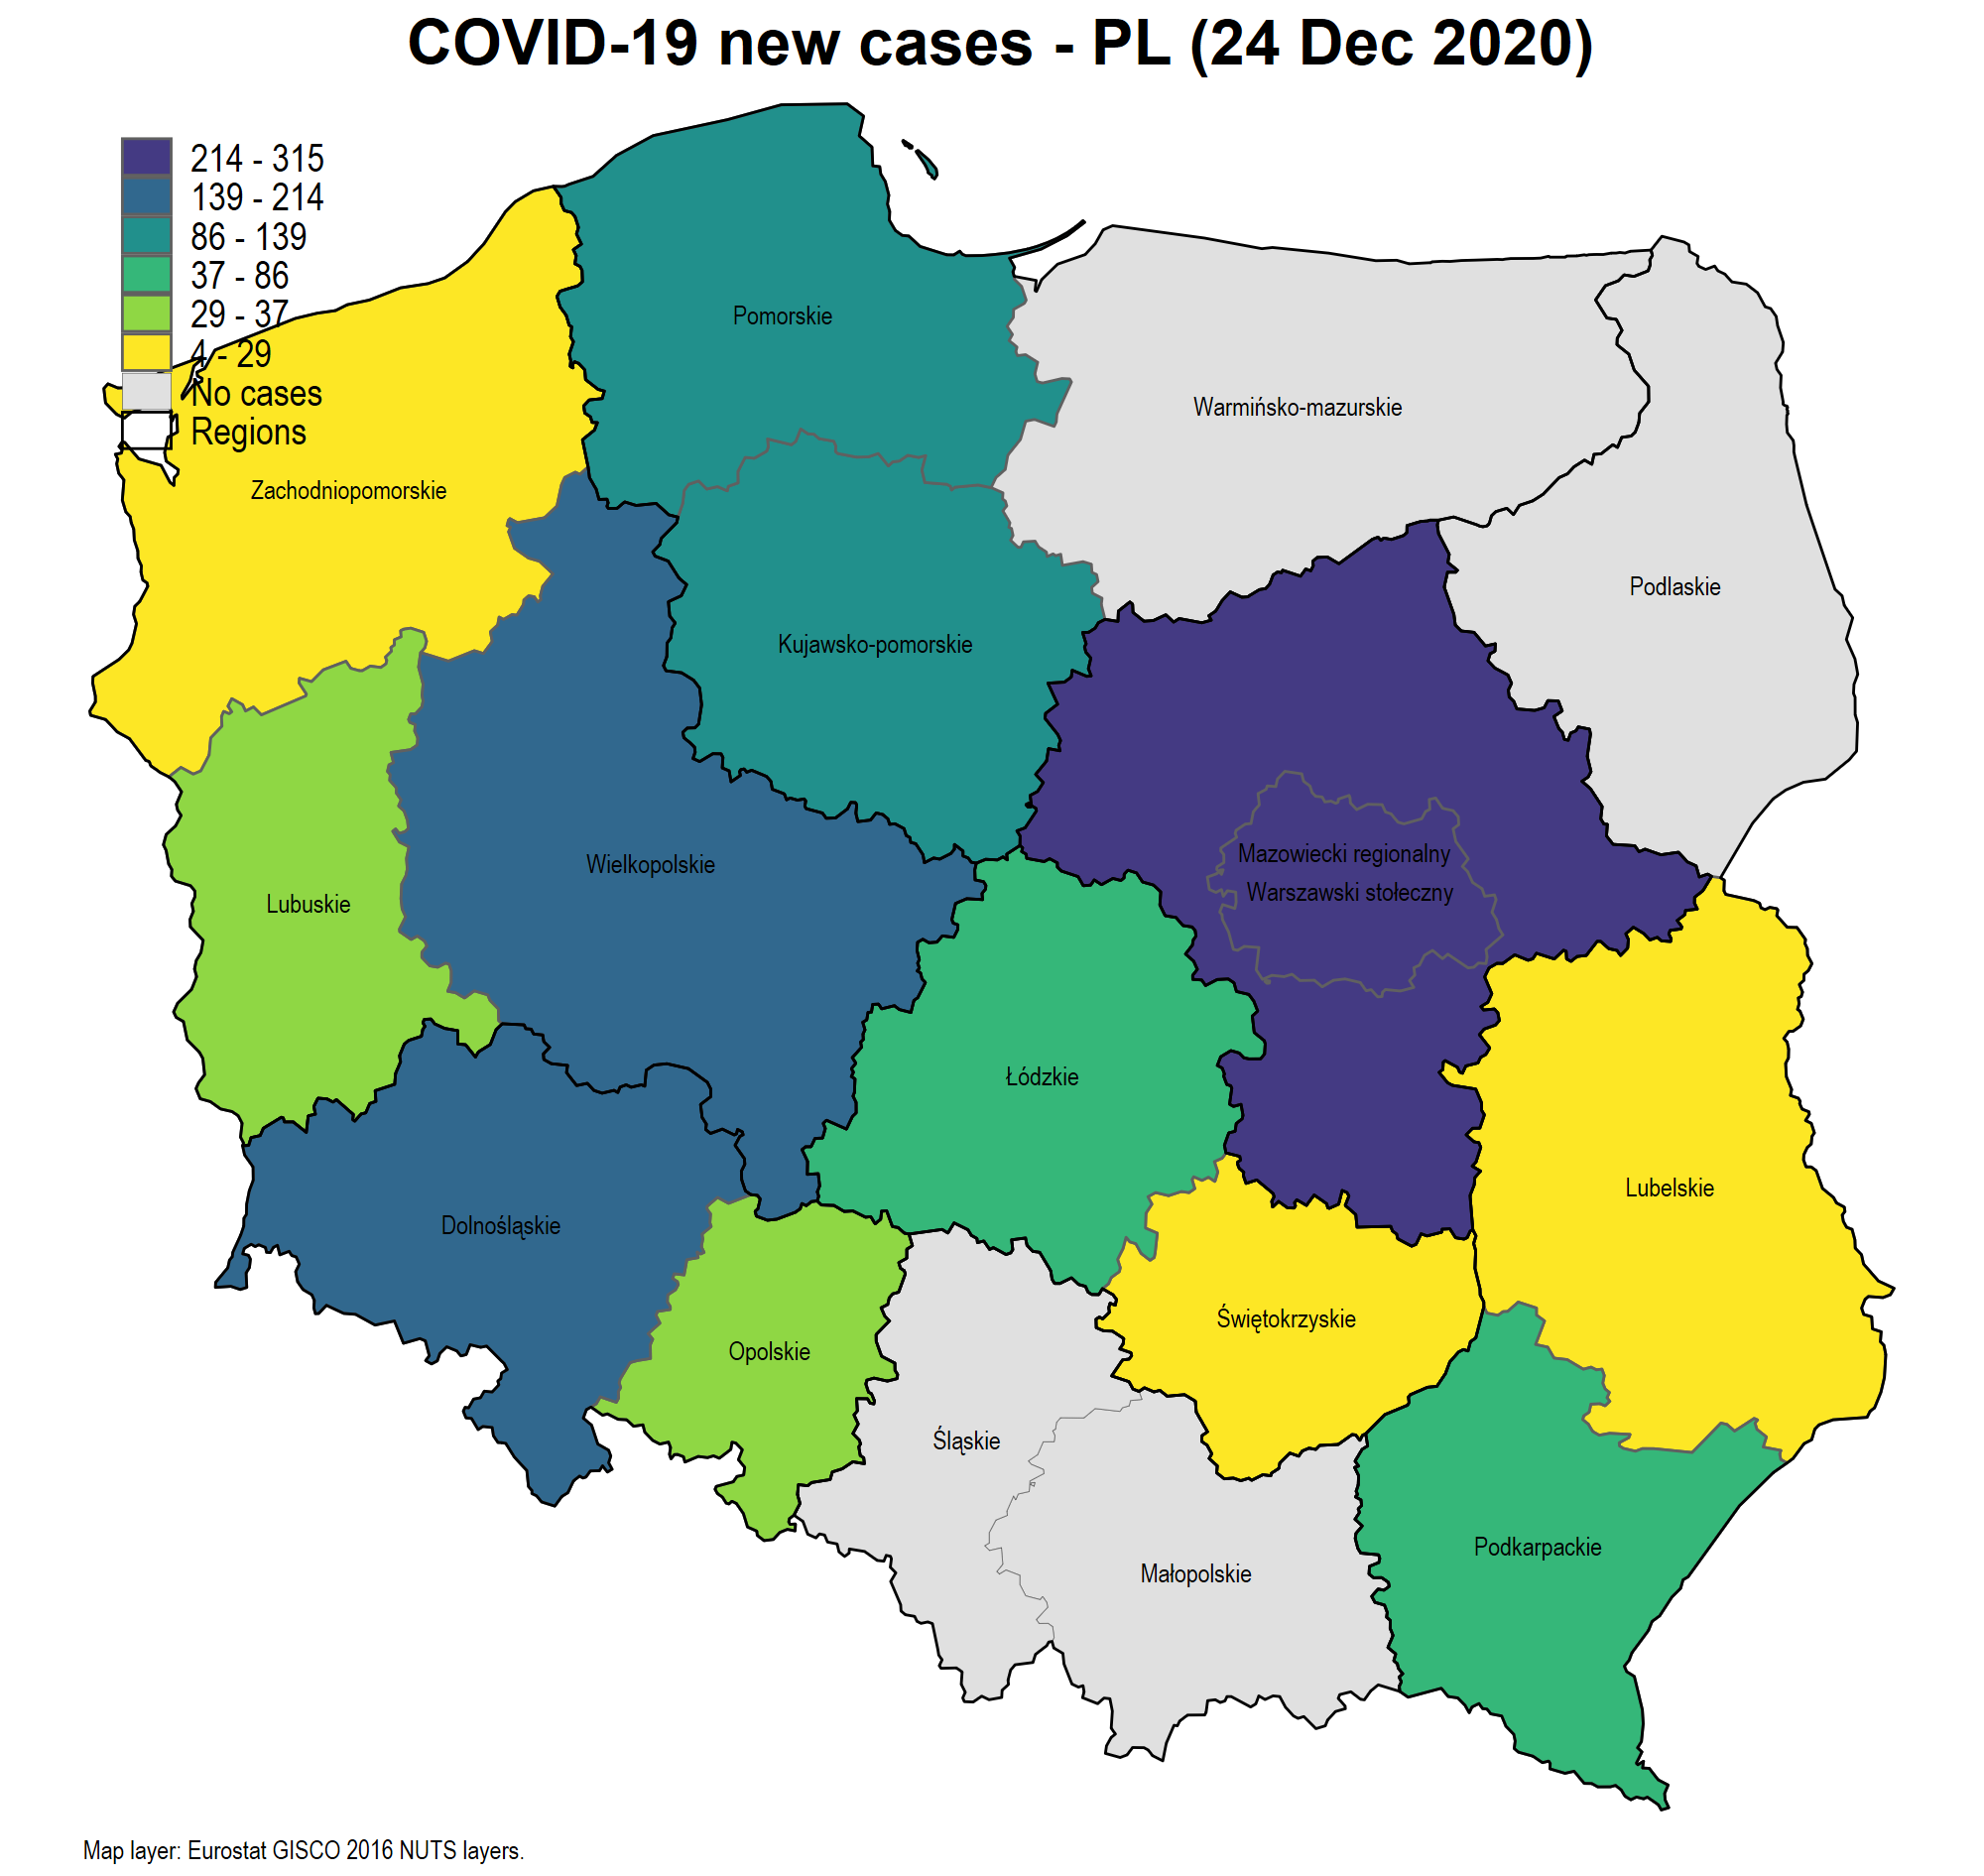 COVID-19 new cases - PL (24 Dec 2020)
214 - 315
139 - 214
86 - 139
37 - 86
29 - 37
4 - 29
No cases
Regions
Pomorskie
Warmińsko-mazurskie
Zachodniopomorskie
Podlaskie
Kujawsko-pomorskie
Mazowiecki regionalny
Wielkopolskie
Warszawski stołeczny
Lubuskie
Łódzkie
Lubelskie
Dolnośląskie
Świętokrzyskie
Opolskie
Śląskie
Podkarpackie
Małopolskie
Map layer: Eurostat GISCO 2016 NUTS layers.